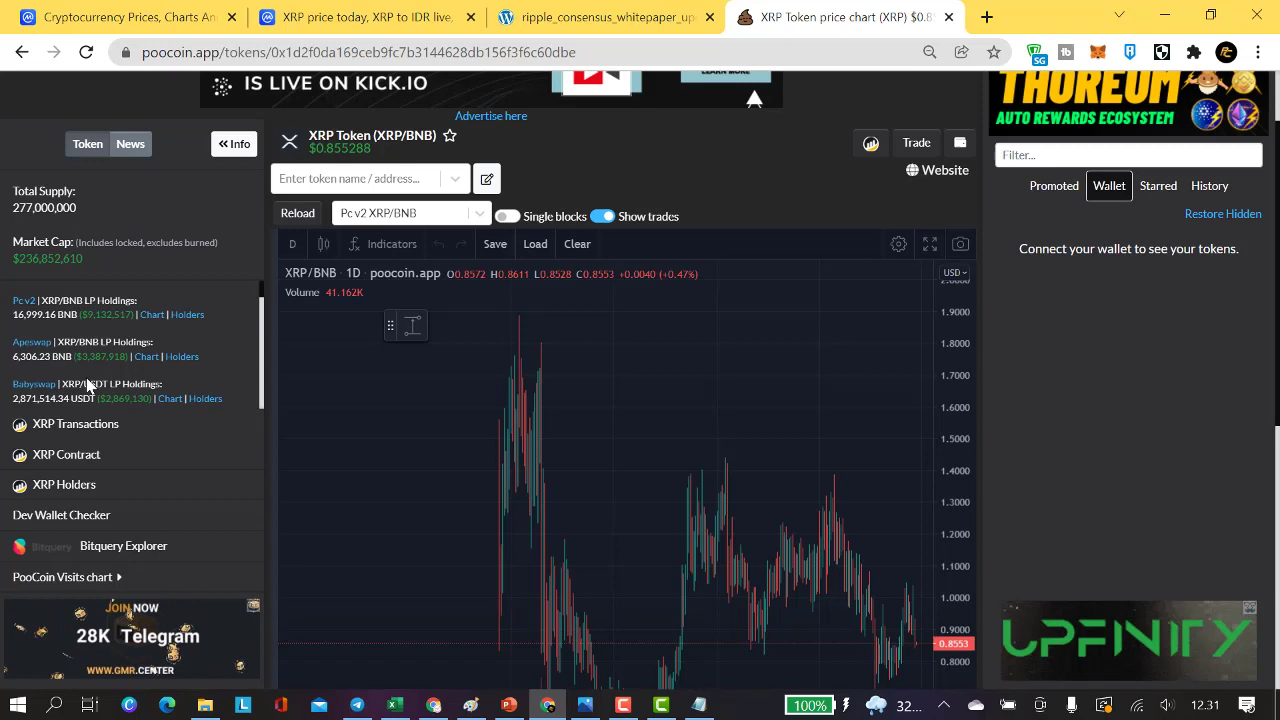 Cryptocurrency Prices, Charts An
XRP price today, XRP to USD live,
ripple_consensus_whitepaper_up
XRP Token price chart (XRP) $0.8
poocoin.app/tokens/0x1d2f0da169ceb9fc7b3144628db156f3f6c60dbe
SG
IS LIVE ON KICK.IO
LEARN MORE
Advertise here
THOREUM
AUTO REWARDS ECOSYSTEM
Token
News
Info
XRP Token (XRP/BNB)
$0.855288
Trade
Filter...
Website
Enter token name / address...
Promoted
Wallet
Starred
History
Total Supply:
277,000,000
Reload
Pc v2 XRP/BNB
Single blocks
Show trades
Restore Hidden
Market Cap: (Includes locked, excludes burned)
$236,852,610
D
Indicators
Save
Load
Clear
Connect your wallet to see your tokens.
XRP/BNB · 1D · poocoin.app O0.8572 H0.8611 L0.8528 C0.8553 +0.0040 (+0.47%)
USD
Volume 41.162K
Pc v2 | XRP/BNB LP Holdings:
16,999.16 BNB ($9,132,517) | Chart | Holders
Apeswap | XRP/BNB LP Holdings:
6,306.23 BNB ($3,387,918) | Chart | Holders
Babyswap | XRP/USDT LP Holdings:
2,871,514.34 USDT ($2,869,130) | Chart | Holders
XRP Transactions
XRP Contract
XRP Holders
Dev Wallet Checker
Bitquery Bitquery Explorer
PooCoin Visits chart
2.0000
1.9000
1.8000
1.7000
1.6000
1.5000
1.4000
1.3000
1.2000
1.1000
1.0000
0.9000
0.8553
0.8000
JOIN NOW
28K Telegram
WWW.GMR.CENTER
UPFINITY
100%
32...
12.31